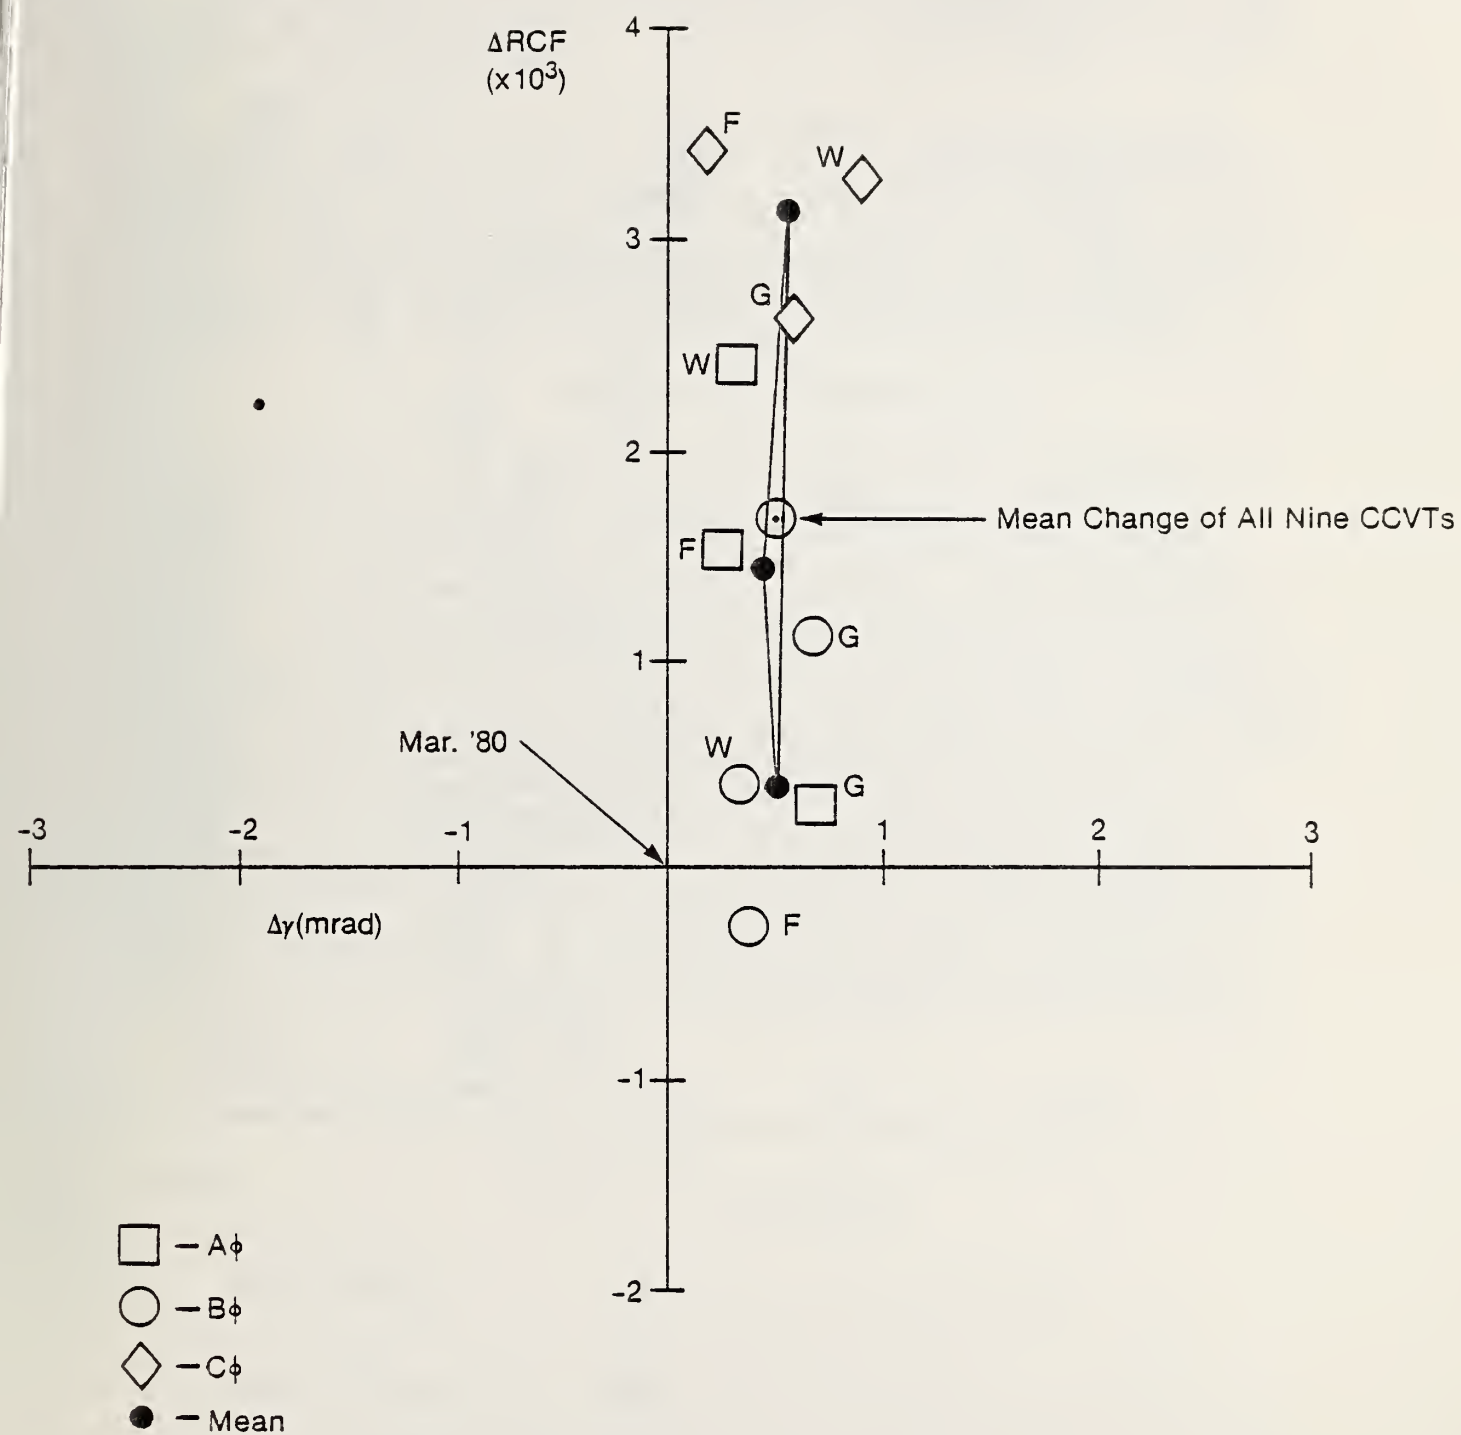 4
ΔRCF
(x10³)
F
W
3
G
W
2
Mean Change of All Nine CCVTs
F
G
1
Mar. '80
W
G
-3
-2
-1
1
2
3
Δγ(mrad)
F
-1
-2
— Aϕ
— Bϕ
— Cϕ
— Mean